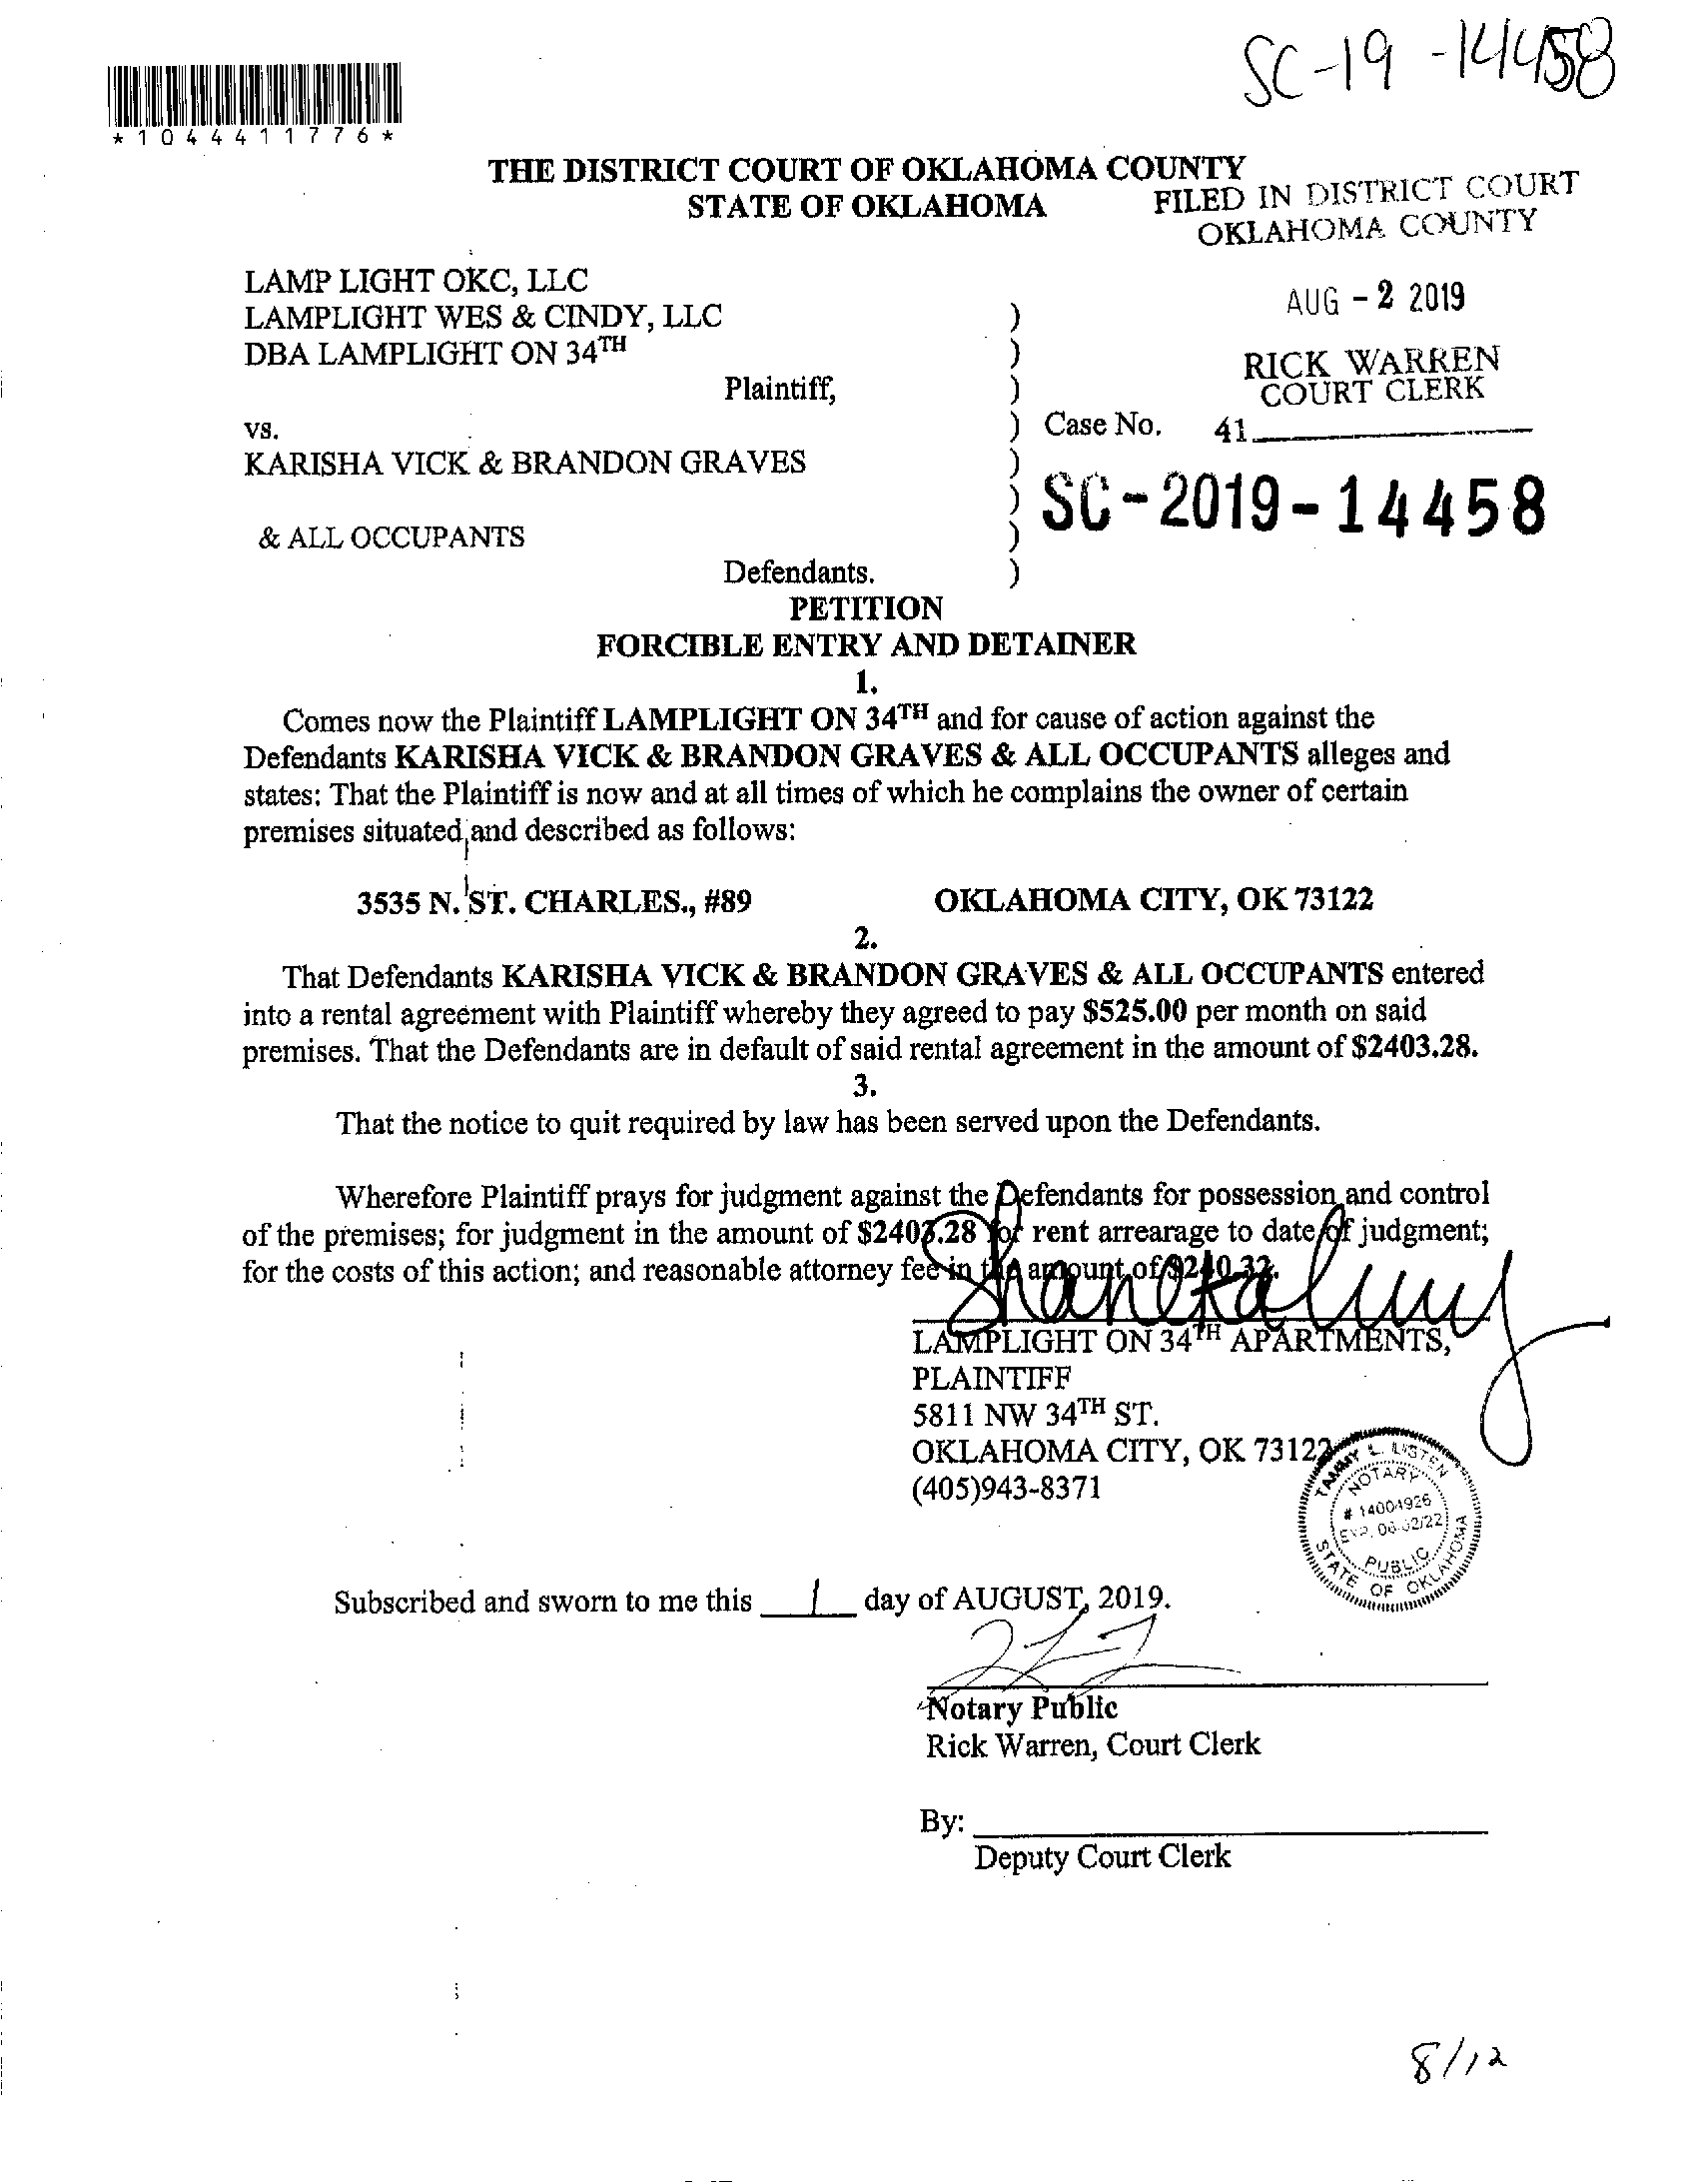 SC-19-14458
*1044411776*
THE DISTRICT COURT OF OKLAHOMA COUNTY
STATE OF OKLAHOMA
FILED IN DISTRICT COURT
OKLAHOMA COUNTY
AUG - 2 2019
RICK WARREN
COURT CLERK
41
LAMP LIGHT OKC, LLC
LAMPLIGHT WES & CINDY, LLC )
DBA LAMPLIGHT ON 34TH )
Plaintiff, )
vs. ) Case No.
KARISHA VICK & BRANDON GRAVES )
) SC-2019-14458
& ALL OCCUPANTS )
Defendants. )
PETITION
FORCIBLE ENTRY AND DETAINER
1.
Comes now the Plaintiff LAMPLIGHT ON 34TH and for cause of action against the
Defendants KARISHA VICK & BRANDON GRAVES & ALL OCCUPANTS alleges and
states: That the Plaintiff is now and at all times of which he complains the owner of certain
premises situated and described as follows:
3535 N. ST. CHARLES., #89 OKLAHOMA CITY, OK 73122
2.
That Defendants KARISHA VICK & BRANDON GRAVES & ALL OCCUPANTS entered
into a rental agreement with Plaintiff whereby they agreed to pay $525.00 per month on said
premises. That the Defendants are in default of said rental agreement in the amount of $2403.28.
3.
That the notice to quit required by law has been served upon the Defendants.
Wherefore Plaintiff prays for judgment against the Defendants for possession and control
of the premises; for judgment in the amount of $2403.28 for rent arrearage to date of judgment;
for the costs of this action; and reasonable attorney fee in the amount of $240.32.
LAMPLIGHT ON 34TH APARTMENTS,
PLAINTIFF
5811 NW 34TH ST.
OKLAHOMA CITY, OK 73122
(405)943-8371
TAMMY L. LISTEN
NOTARY
# 14004926
EXP. 06/02/22
PUBLIC
STATE OF OKLAHOMA
Subscribed and sworn to me this 1 day of AUGUST, 2019.
Notary Public
Rick Warren, Court Clerk
By:
Deputy Court Clerk
8/12